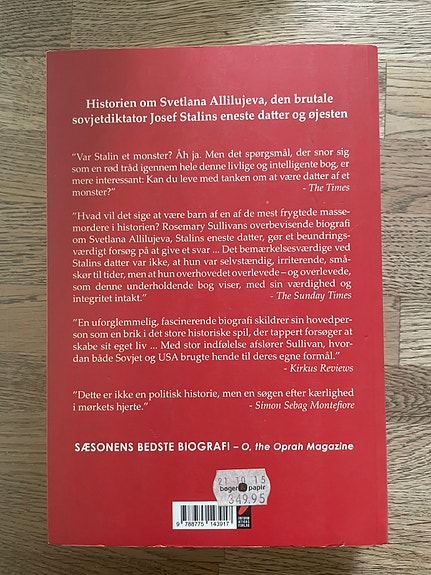 Historien om Svetlana Allilujeva, den brutale
sovjetdiktator Josef Stalins eneste datter og øjesten
"Var Stalin et monster? Åh ja. Men det spørgsmål, der snor sig
som en rød tråd igennem hele denne livlige og intelligente bog, er
mere interessant: Kan du leve med tanken om at være datter af et
monster?" - The Times
"Hvad vil det sige at være barn af en af de mest frygtede masse-
mordere i historien? Rosemary Sullivans overbevisende biografi
om Svetlana Allilujeva, Stalins eneste datter, gør et beundrings-
værdigt forsøg på at give et svar ... Det bemærkelsesværdige ved
Stalins datter var ikke, at hun var selvstændig, irriterende, små-
skør til tider, men at hun overhovedet overlevede – og overlevede,
som denne underholdende bog viser, med sin værdighed og
integritet intakt." - The Sunday Times
"En uforglemmelig, fascinerende biografi skildrer sin hovedper-
son som en brik i det store historiske spil, der tappert forsøger at
skabe sit eget liv ... Med stor indfølelse afslører Sullivan, hvor-
dan både Sovjet og USA brugte hende til deres egne formål."
- Kirkus Reviews
"Dette er ikke en politisk historie, men en søgen efter kærlighed
i mørkets hjerte." - Simon Sebag Montefiore
SÆSONENS BEDSTE BIOGRAFI – O, the Oprah Magazine
21 10 15
bøger papir
349.95
9 788775 143917
INFORM
ATIONS
FORLAG